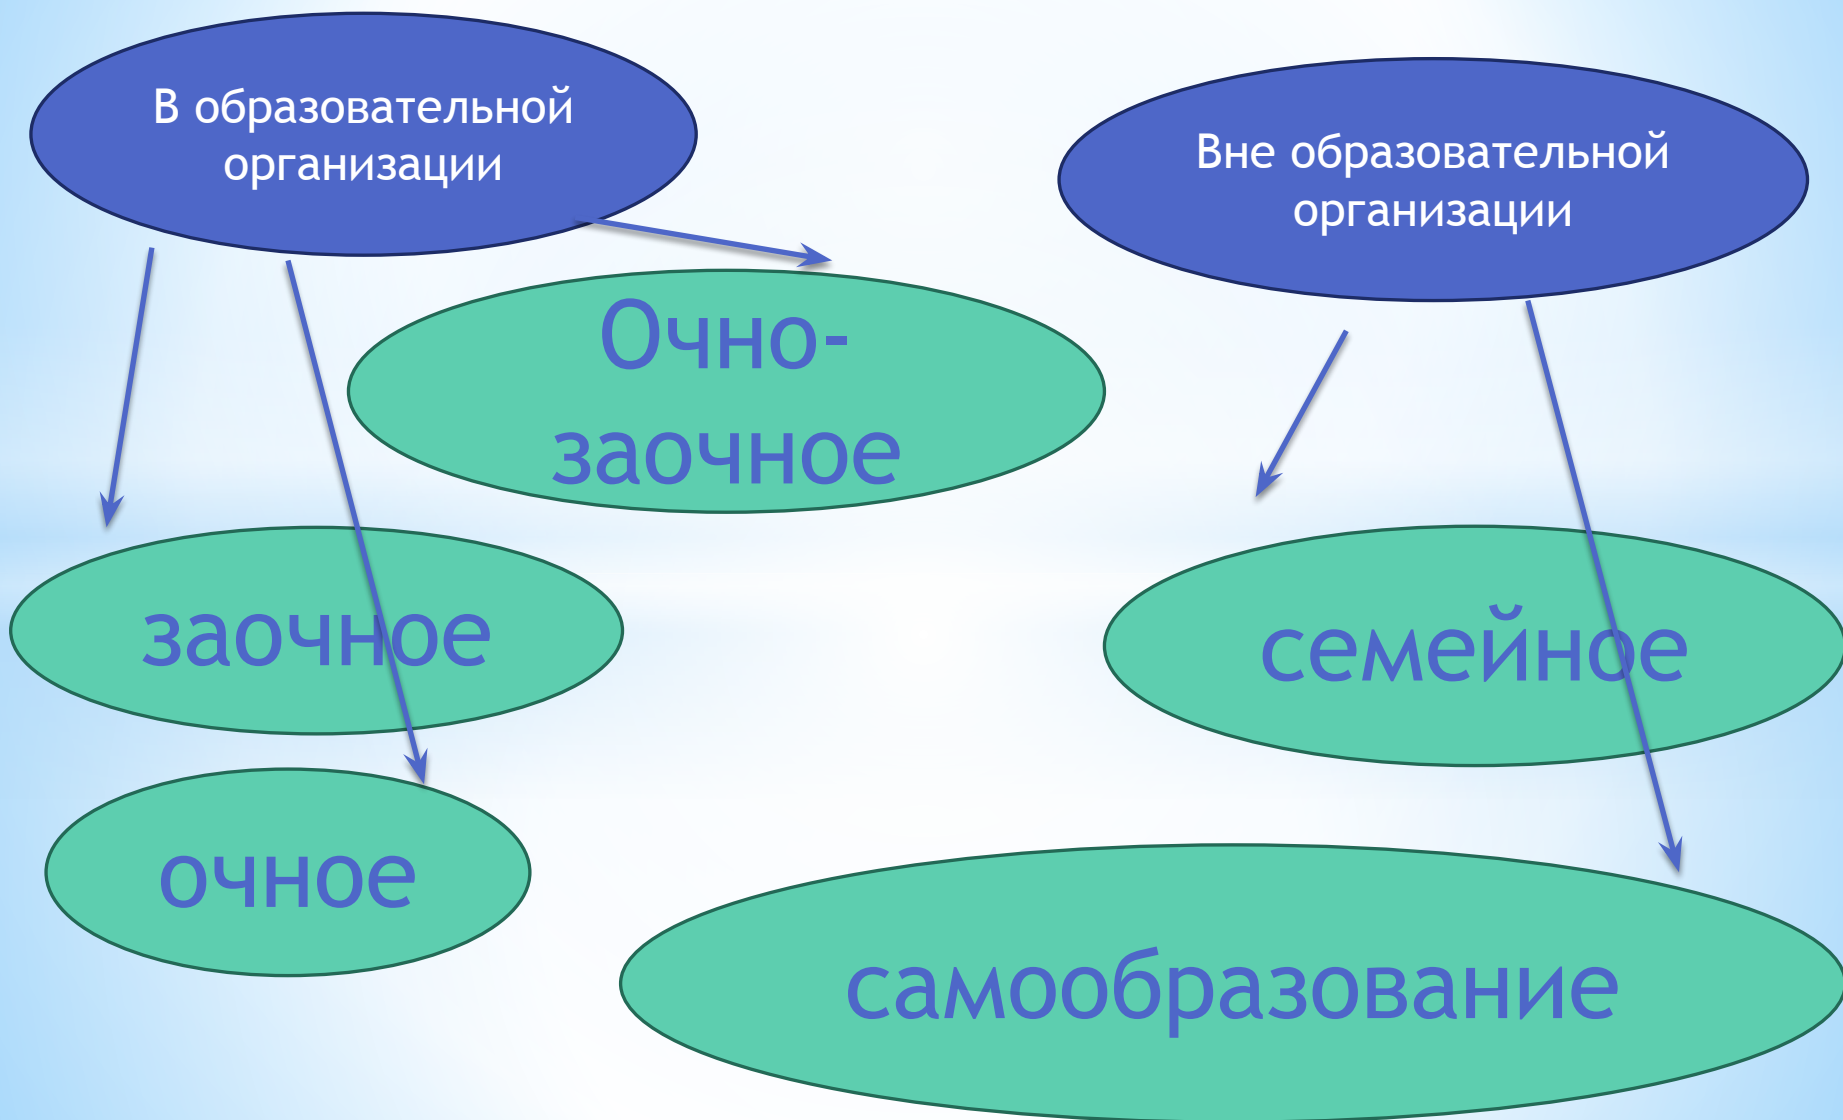 В образовательной
организации
Вне образовательной
организации
Очно-
заочное
заочное
семейное
очное
самообразование